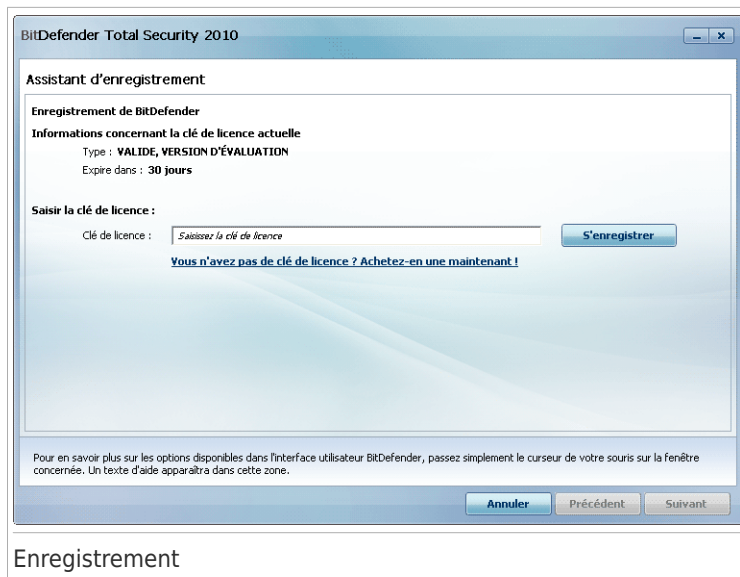 BitDefender Total Security 2010
Assistant d'enregistrement
Enregistrement de BitDefender
Informations concernant la clé de licence actuelle
Type : VALIDE, VERSION D'ÉVALUATION
Expire dans : 30 jours
Saisir la clé de licence :
Clé de licence : Saisissez la clé de licence S'enregistrer
Vous n'avez pas de clé de licence ? Achetez-en une maintenant !
Pour en savoir plus sur les options disponibles dans l'interface utilisateur BitDefender, passez simplement le curseur de votre souris sur la fenêtre
concernée. Un texte d'aide apparaîtra dans cette zone.
Annuler Précédent Suivant
Enregistrement